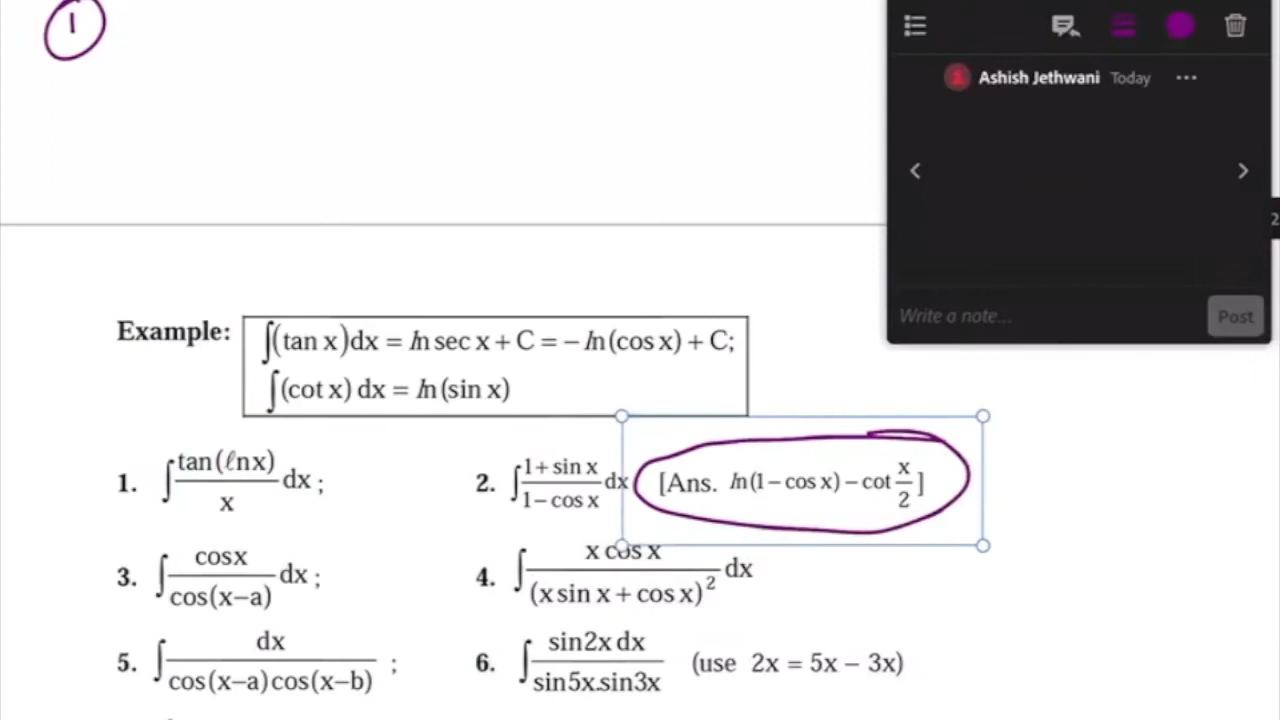 1
Ashish Jethwani Today
Write a note... Post
2
Example: ∫(tan x)dx = ln sec x + C = − ln(cos x) + C;
∫(cot x) dx = ln(sin x)
1. ∫ tan(ℓnx)/x dx ;
2. ∫ 1+ sin x/1− cos x dx [Ans. ln(1− cos x) − cot x/2]
3. ∫ cosx/cos(x−a) dx ;
4. ∫ x cos x/(x sin x + cos x)² dx
5. ∫ dx/cos(x−a)cos(x−b) ;
6. ∫ sin2x dx/sin5x.sin3x (use 2x = 5x − 3x)